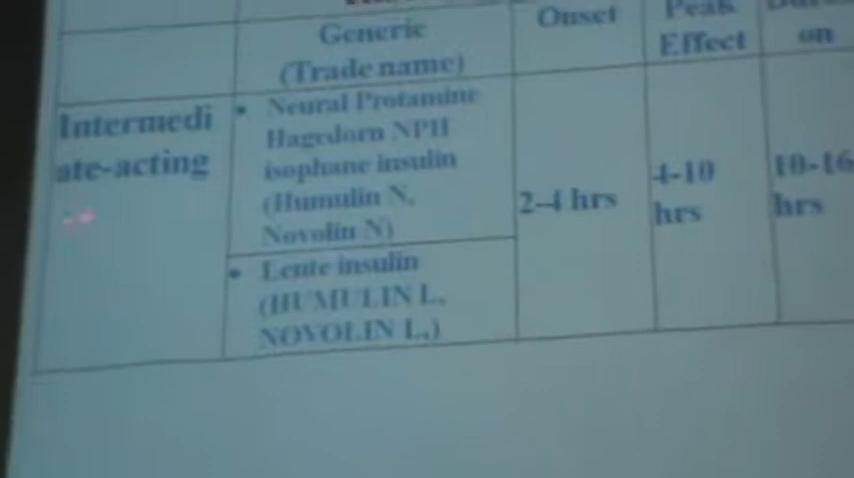 Generic
(Trade name)
Onset
Peak
Effect
on
Intermedi
ate-acting
• Neural Protamine
Hagedorn NPH
isophane insulin
(Humulin N,
Novolin N)
2-4 hrs
4-10
hrs
10-16
hrs
• Lente insulin
(HUMULIN L,
NOVOLIN L,)